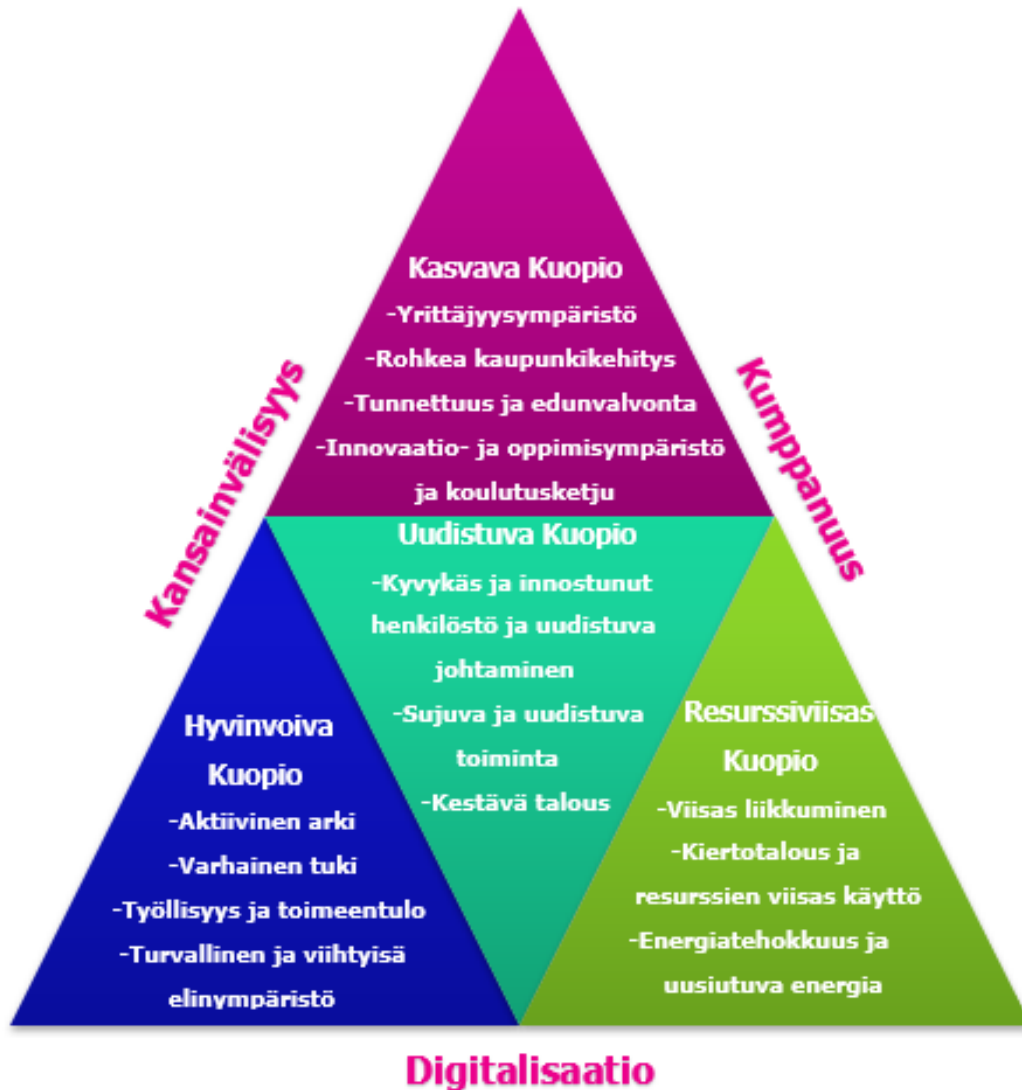 Kasvava Kuopio
-Yrittäjyysympäristö
-Rohkea kaupunkikehitys
-Tunnettuus ja edunvalvonta
-Innovaatio- ja oppimisympäristö
ja koulutusketju
Kansainvälisyys
Kumppanuus
Uudistuva Kuopio
-Kyvykäs ja innostunut
henkilöstö ja uudistuva
johtaminen
-Sujuva ja uudistuva
toiminta
-Kestävä talous
Hyvinvoiva
Kuopio
-Aktiivinen arki
-Varhainen tuki
-Työllisyys ja toimeentulo
-Turvallinen ja viihtyisä
elinympäristö
Resurssiviisas
Kuopio
-Viisas liikkuminen
-Kiertotalous ja
resurssien viisas käyttö
-Energiatehokkuus ja
uusiutuva energia
Digitalisaatio